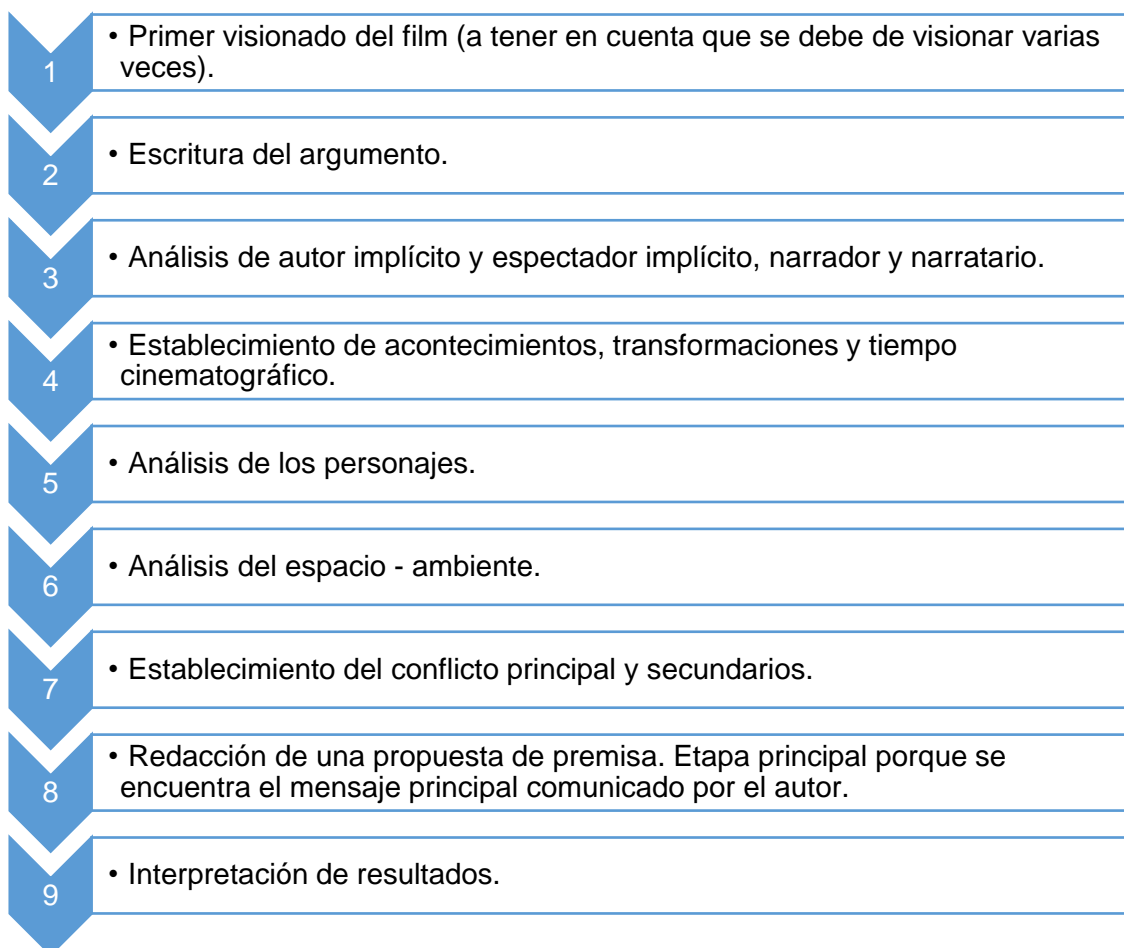 1
• Primer visionado del film (a tener en cuenta que se debe de visionar varias
veces).
2
• Escritura del argumento.
3
• Análisis de autor implícito y espectador implícito, narrador y narratario.
4
• Establecimiento de acontecimientos, transformaciones y tiempo
cinematográfico.
5
• Análisis de los personajes.
6
• Análisis del espacio - ambiente.
7
• Establecimiento del conflicto principal y secundarios.
8
• Redacción de una propuesta de premisa. Etapa principal porque se
encuentra el mensaje principal comunicado por el autor.
9
• Interpretación de resultados.